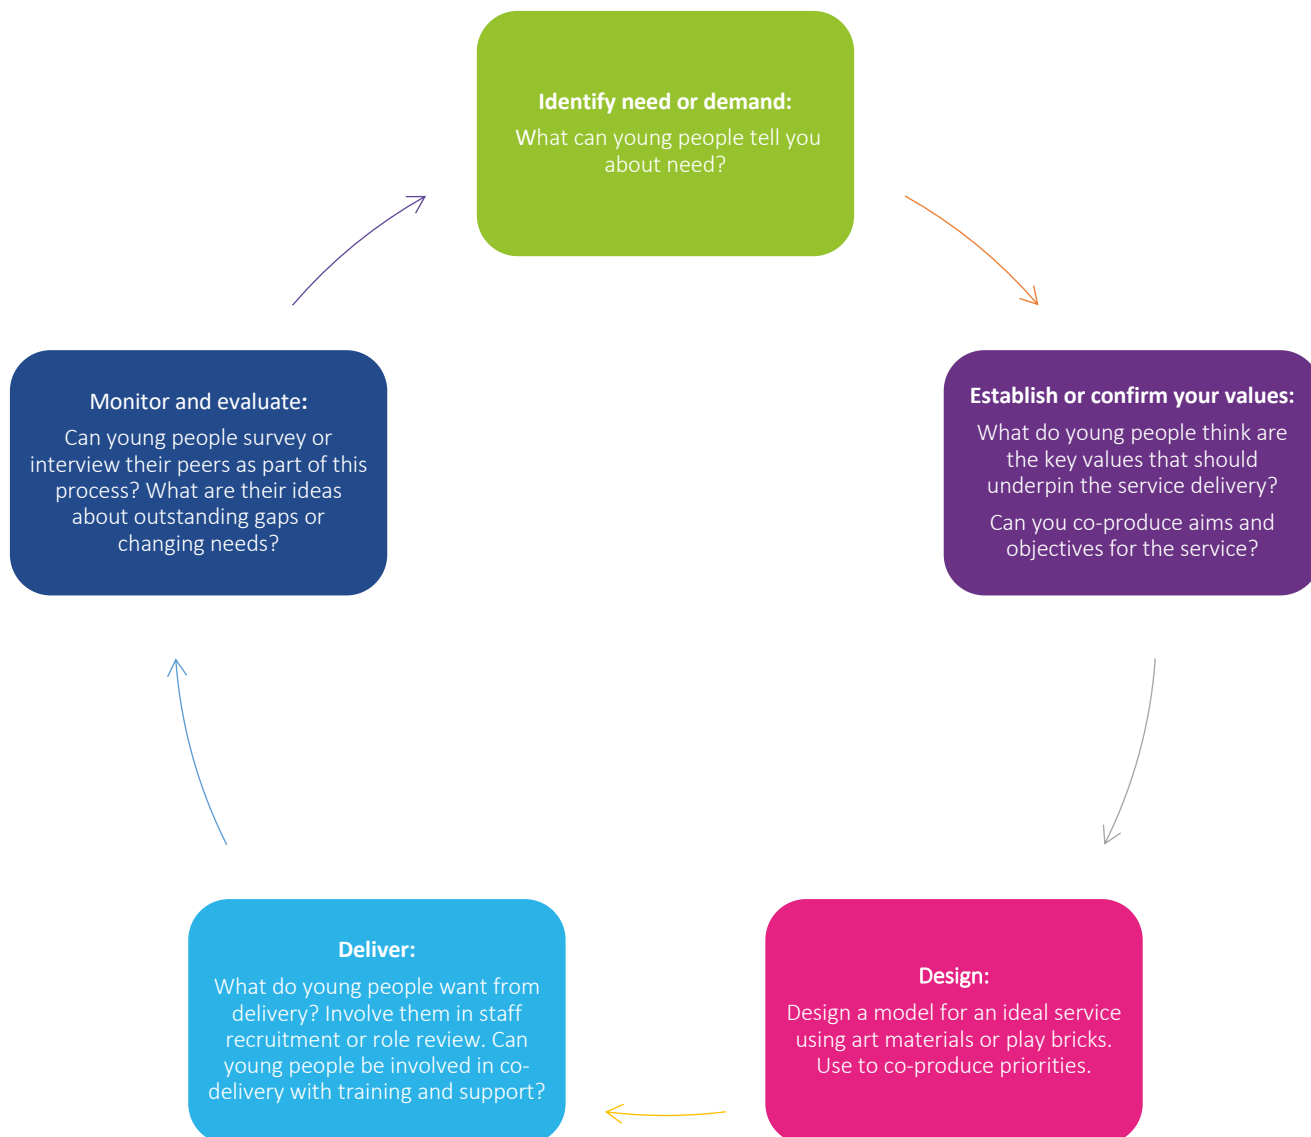 Identify need or demand:
What can young people tell you
about need?
Establish or confirm your values:
What do young people think are
the key values that should
underpin the service delivery?
Can you co-produce aims and
objectives for the service?
Design:
Design a model for an ideal service
using art materials or play bricks.
Use to co-produce priorities.
Deliver:
What do young people want from
delivery? Involve them in staff
recruitment or role review. Can
young people be involved in co-
delivery with training and support?
Monitor and evaluate:
Can young people survey or
interview their peers as part of this
process? What are their ideas
about outstanding gaps or
changing needs?